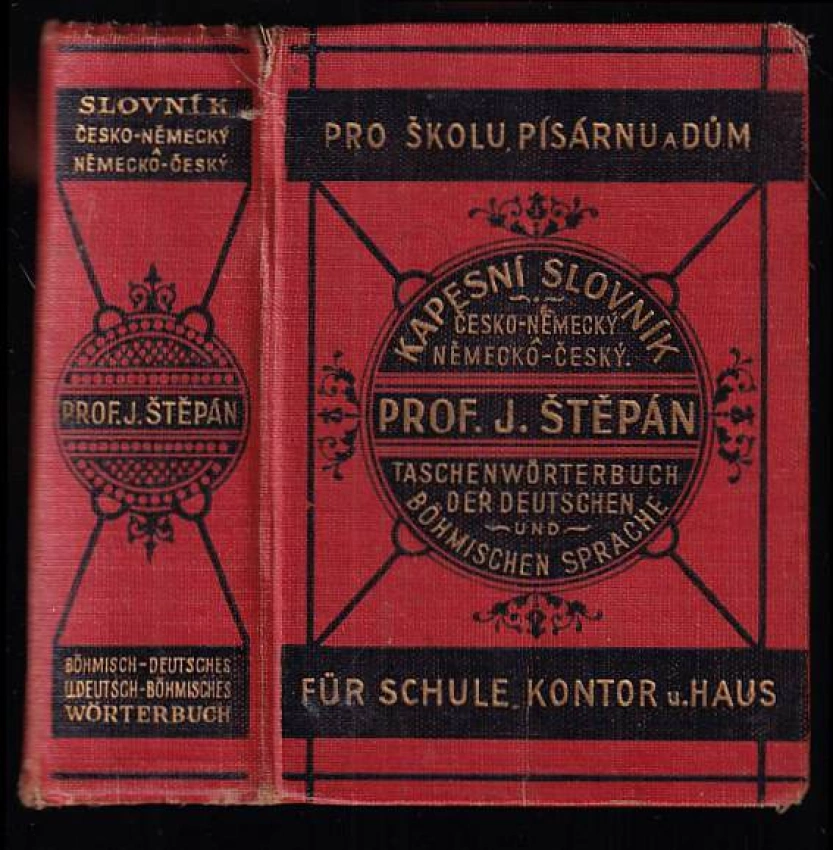 SLOVNÍK
ČESKO-NĚMECKÝ
A
NĚMECKO-ČESKÝ
PROF. J. ŠTĚPÁN
BÖHMISCH-DEUTSCHES
U. DEUTSCH-BÖHMISCHES
WÖRTERBUCH
PRO ŠKOLU, PÍSÁRNU A DŮM
KAPESNÍ SLOVNÍK
ČESKO-NĚMECKÝ
A
NĚMECKO-ČESKÝ.
PROF. J. ŠTĚPÁN
TASCHENWÖRTERBUCH
DER DEUTSCHEN
UND
BÖHMISCHEN SPRACHE
FÜR SCHULE, KONTOR u. HAUS